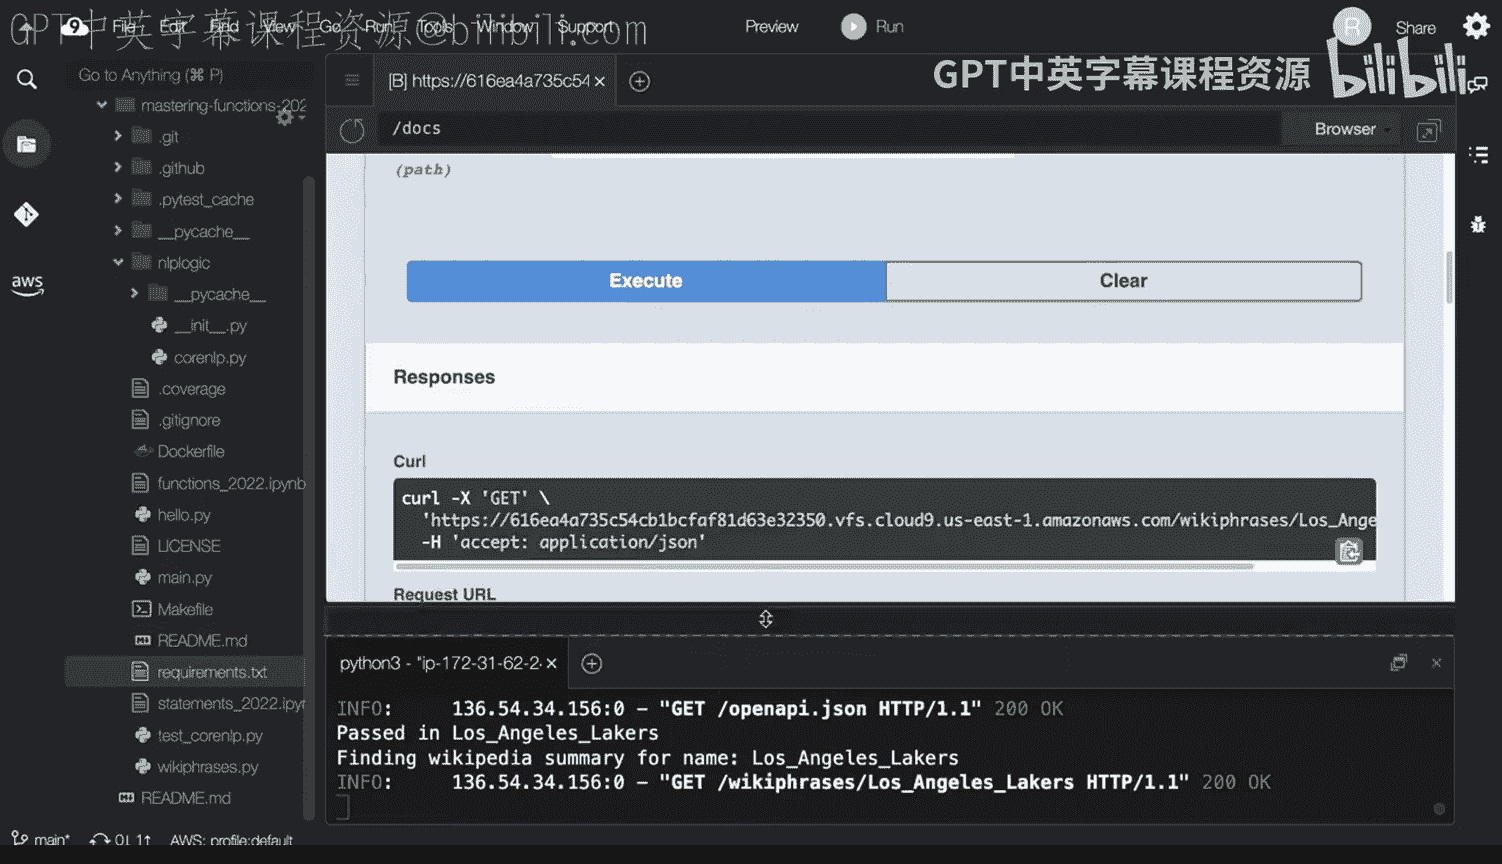 GPT中英字幕课程资源@bilibili.com
File Edit Find View Go Run Tools Window Support
Preview Run
R Share
Go to Anything (⌘ P)
[B] https://616ea4a735c54
GPT中英字幕课程资源 bilibili
mastering-functions-202
/docs
Browser
.git
.github
.pytest_cache
__pycache__
nlplogic
__pycache__
__init__.py
corenlp.py
.coverage
.gitignore
Dockerfile
functions_2022.ipynb
hello.py
LICENSE
main.py
Makefile
README.md
requirements.txt
statements_2022.ipyn
test_corenlp.py
wikiphrases.py
README.md
aws
(path)
Execute
Clear
Responses
Curl
curl -X 'GET' \
'https://616ea4a735c54cb1bcfaf81d63e32350.vfs.cloud9.us-east-1.amazonaws.com/wikiphrases/Los_Ange
-H 'accept: application/json'
Request URL
python3 - "ip-172-31-62-2
INFO: 136.54.34.156:0 – "GET /openapi.json HTTP/1.1" 200 OK
Passed in Los_Angeles_Lakers
Finding wikipedia summary for name: Los_Angeles_Lakers
INFO: 136.54.34.156:0 – "GET /wikiphrases/Los_Angeles_Lakers HTTP/1.1" 200 OK
main* 0↓ 1↑ AWS: profile:default